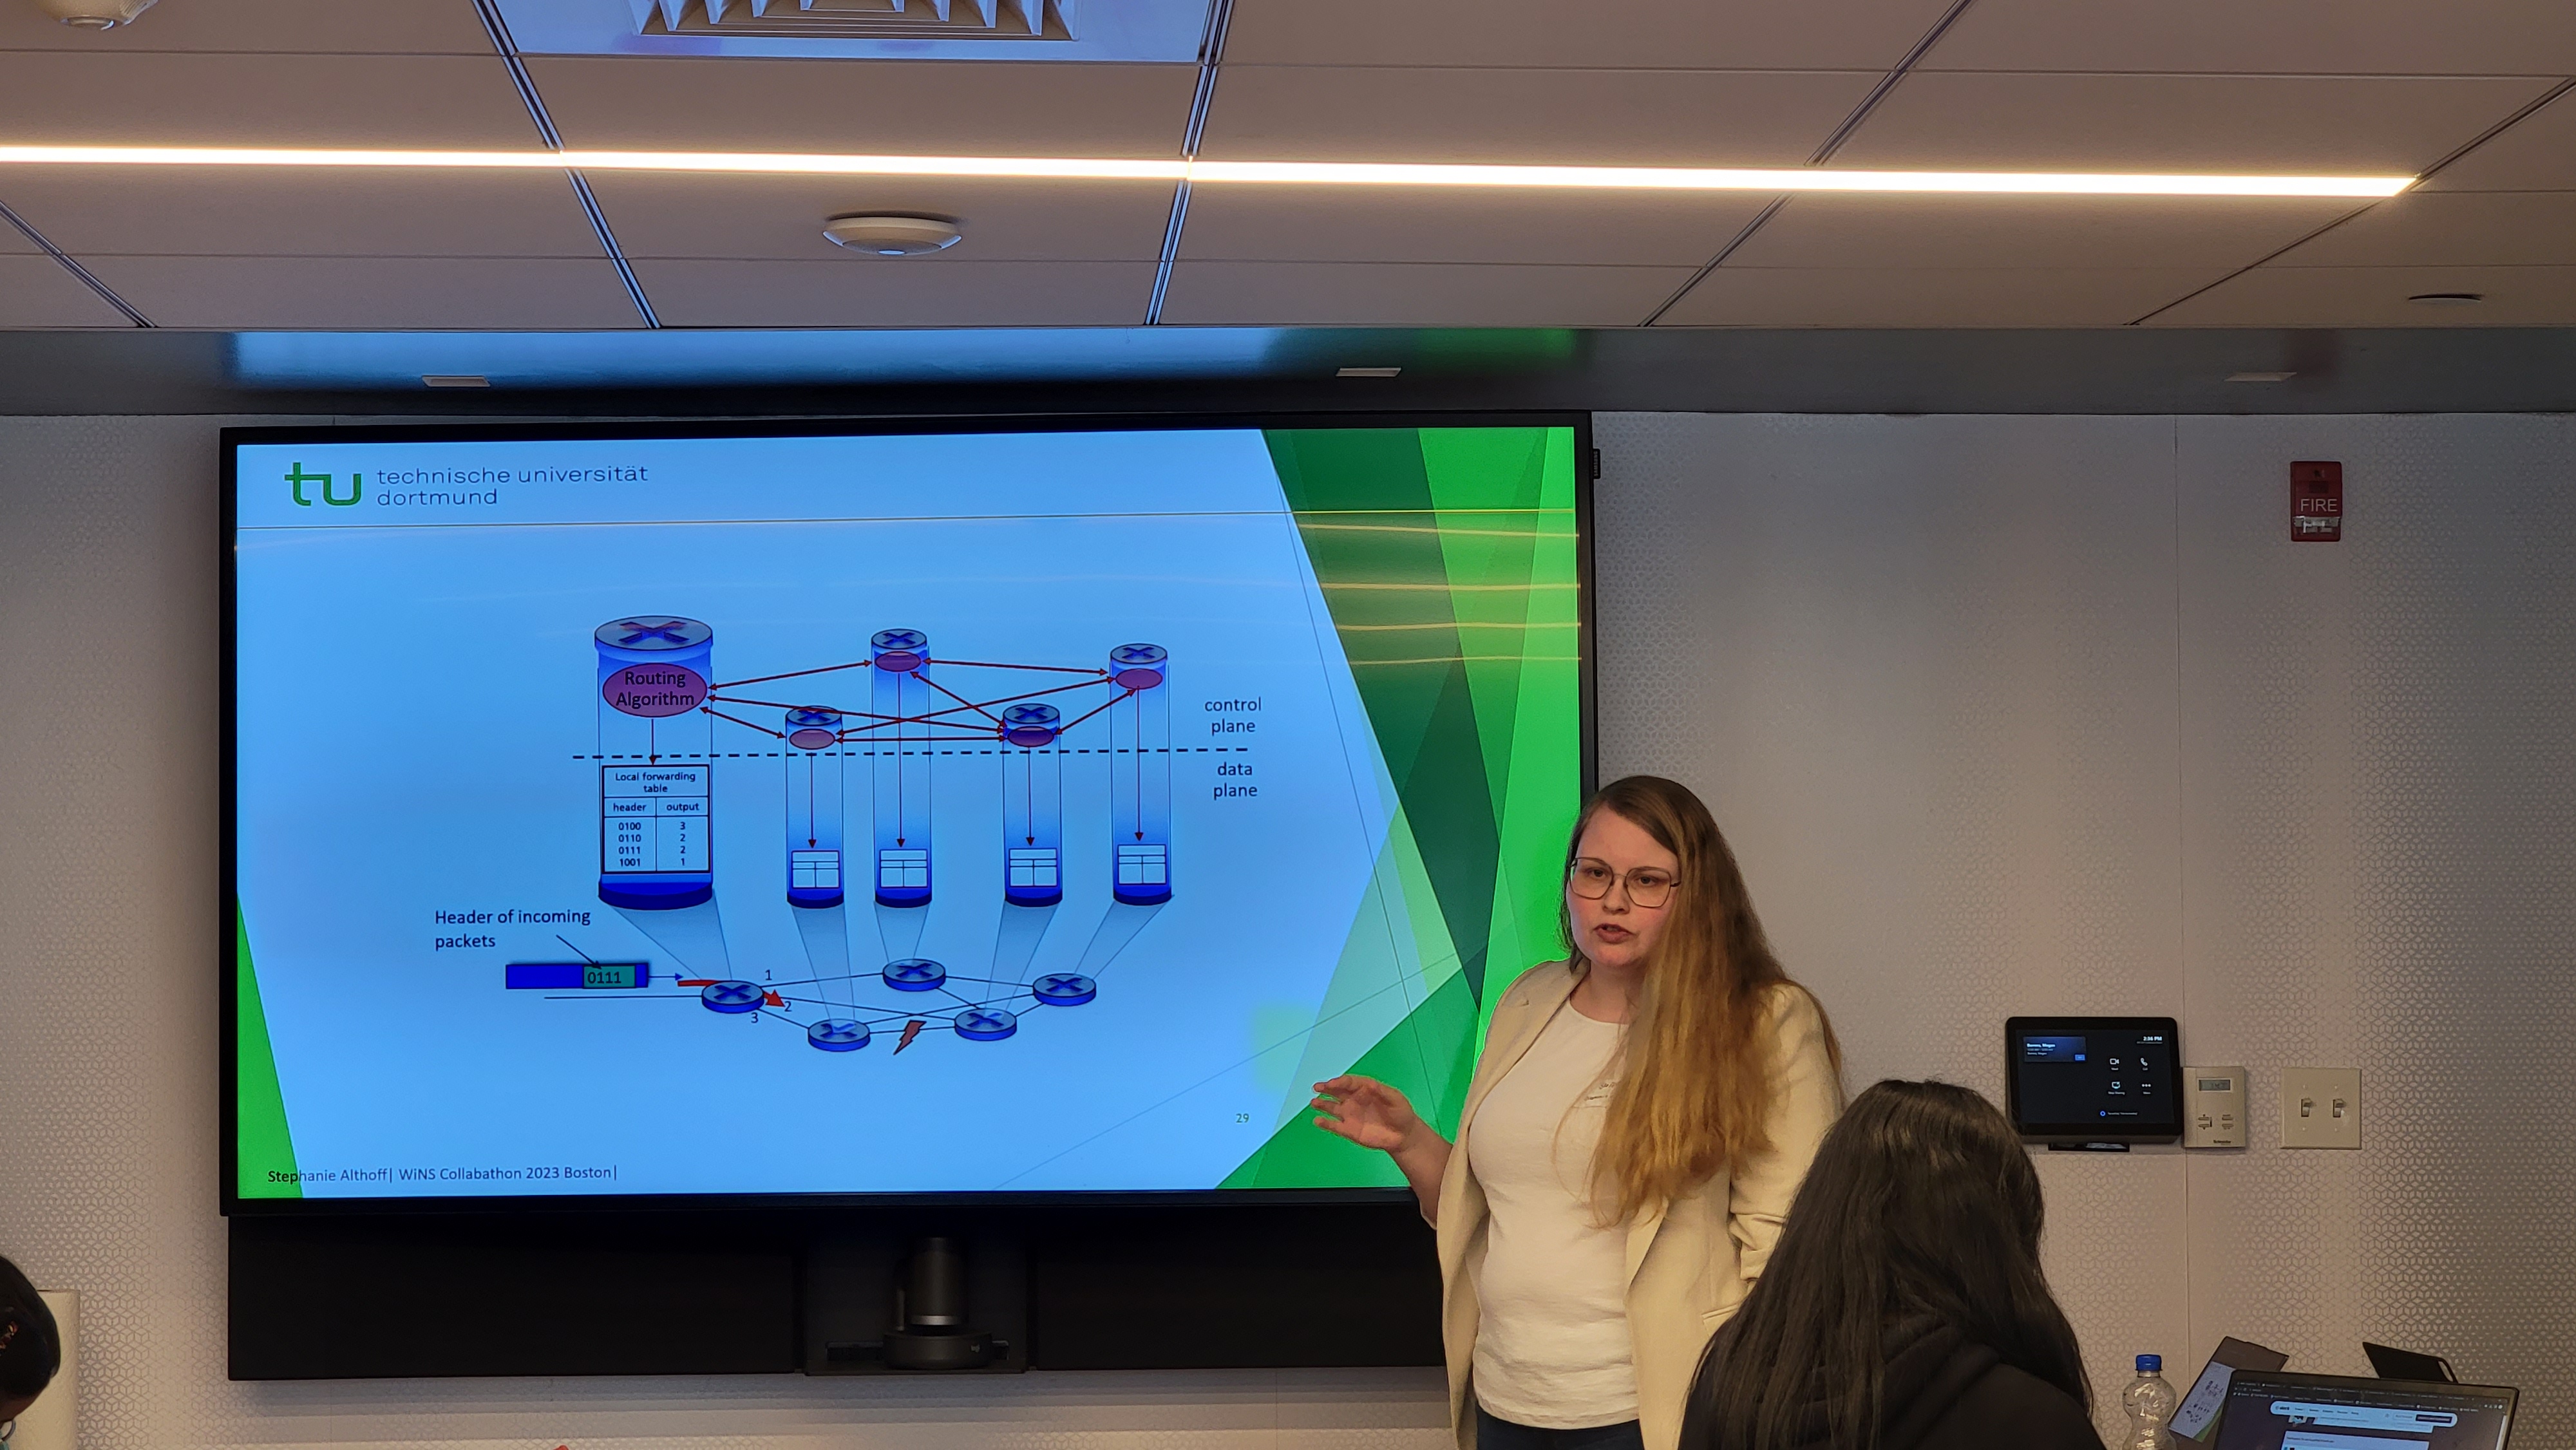 tu technische universität
dortmund
Routing
Algorithm
control
plane
data
plane
Local forwarding
table
header output
0100 3
0110 2
0111 2
1001 1
Header of incoming
packets
0111
1
2
3
29
Stephanie Althoff| WiNS Collabathon 2023 Boston|
FIRE